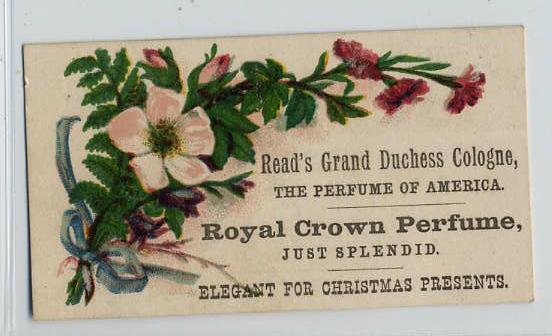 Read's Grand Duchess Cologne,
THE PERFUME OF AMERICA.
Royal Crown Perfume,
JUST SPLENDID.
ELEGANT FOR CHRISTMAS PRESENTS.